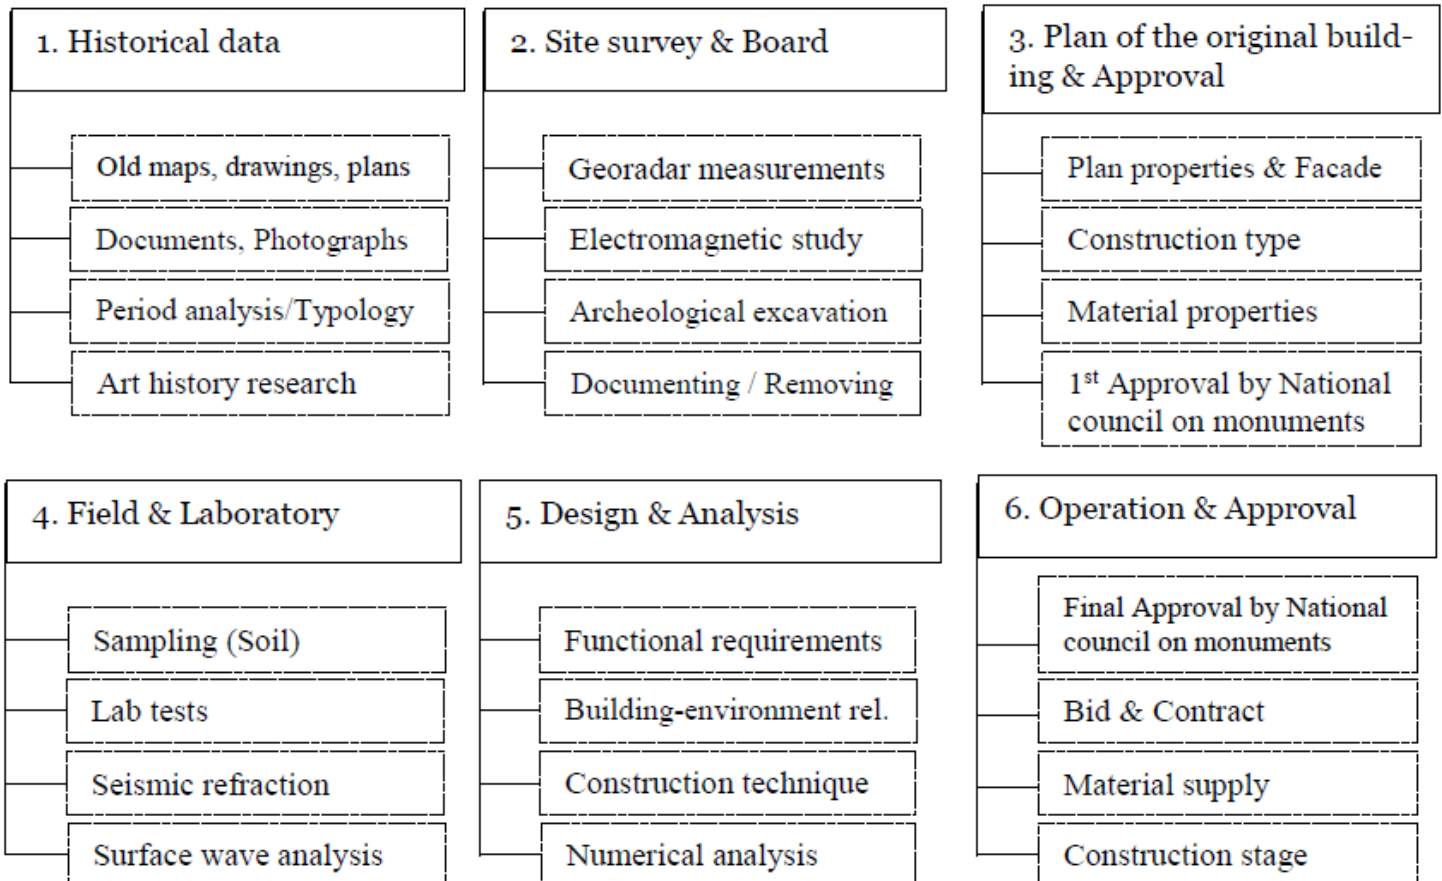 1. Historical data
Old maps, drawings, plans
Documents, Photographs
Period analysis/Typology
Art history research
2. Site survey & Board
Georadar measurements
Electromagnetic study
Archeological excavation
Documenting / Removing
3. Plan of the original build-
ing & Approval
Plan properties & Facade
Construction type
Material properties
1st Approval by National
council on monuments
4. Field & Laboratory
Sampling (Soil)
Lab tests
Seismic refraction
Surface wave analysis
5. Design & Analysis
Functional requirements
Building-environment rel.
Construction technique
Numerical analysis
6. Operation & Approval
Final Approval by National
council on monuments
Bid & Contract
Material supply
Construction stage